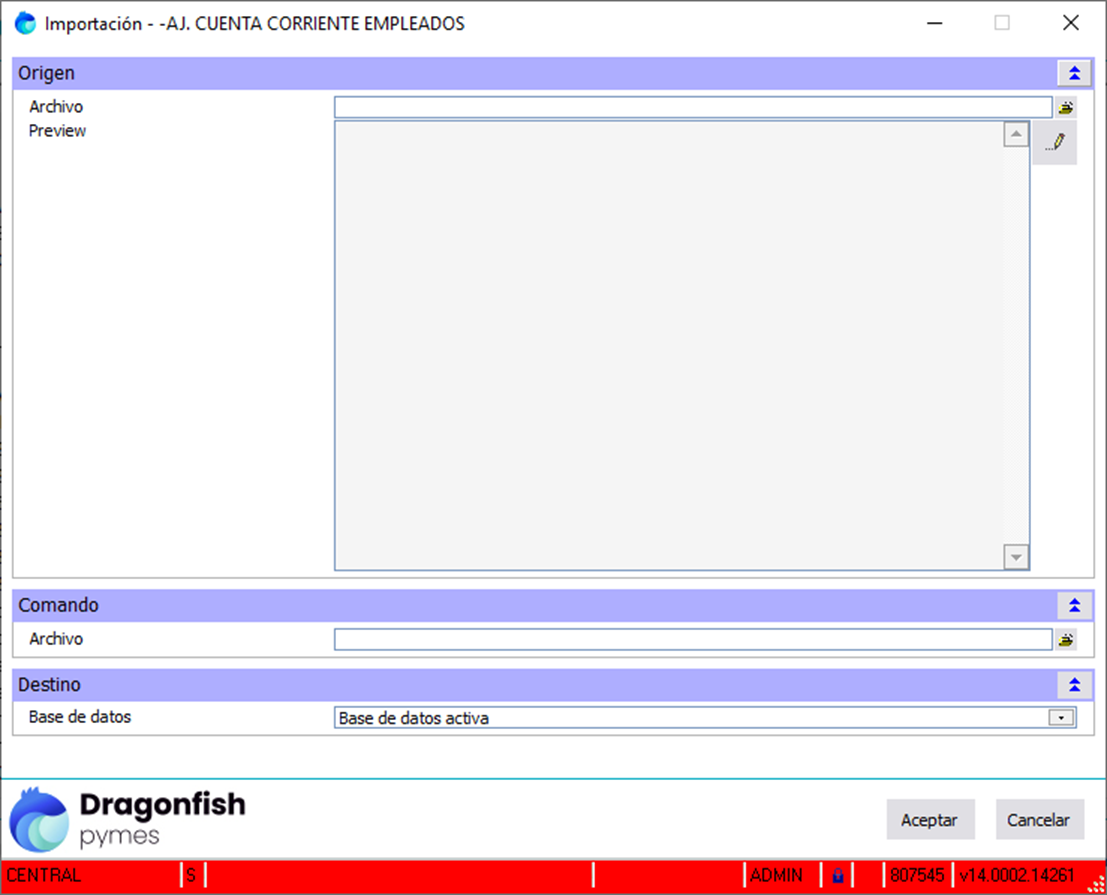 Importación - -AJ. CUENTA CORRIENTE EMPLEADOS
Origen
Archivo
Preview
Comando
Archivo
Destino
Base de datos Base de datos activa
Dragonfish
pymes
Aceptar Cancelar
CENTRAL S ADMIN 807545 v14.0002.14261